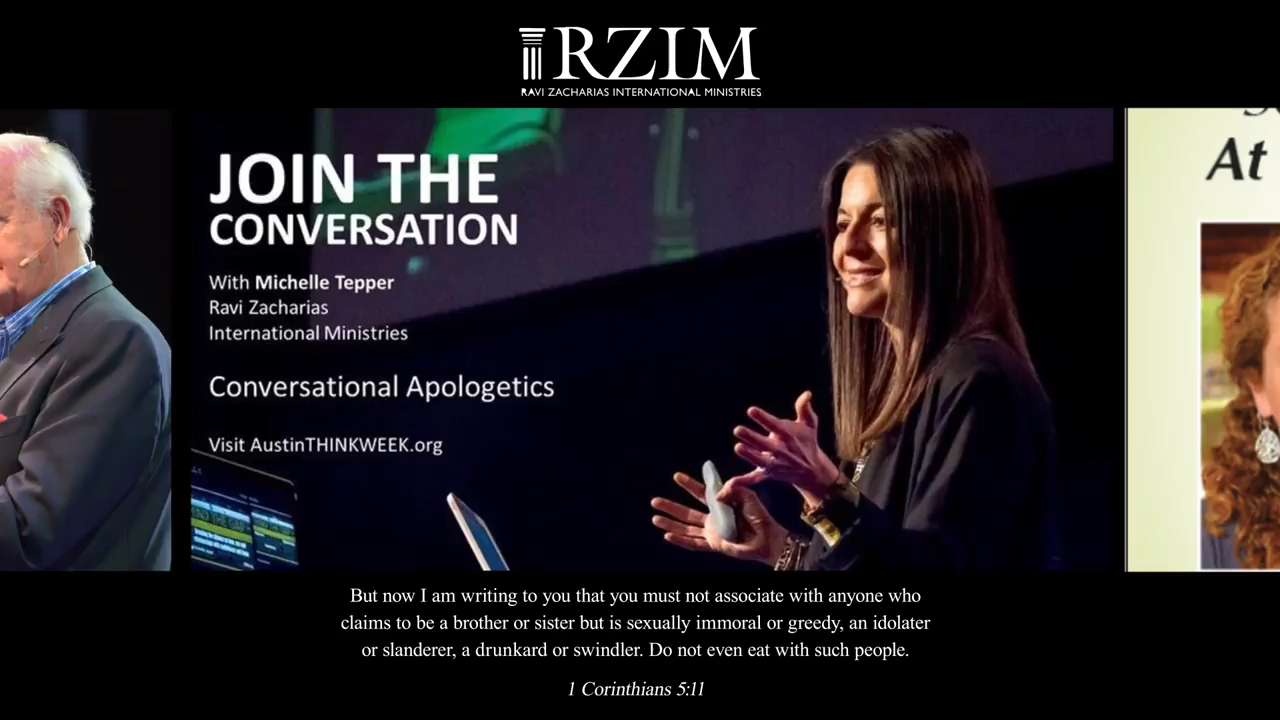 RZIM
RAVI ZACHARIAS INTERNATIONAL MINISTRIES
JOIN THE
CONVERSATION
With Michelle Tepper
Ravi Zacharias
International Ministries
Conversational Apologetics
Visit AustinTHINKWEEK.org
At
But now I am writing to you that you must not associate with anyone who
claims to be a brother or sister but is sexually immoral or greedy, an idolater
or slanderer, a drunkard or swindler. Do not even eat with such people.
1 Corinthians 5:11